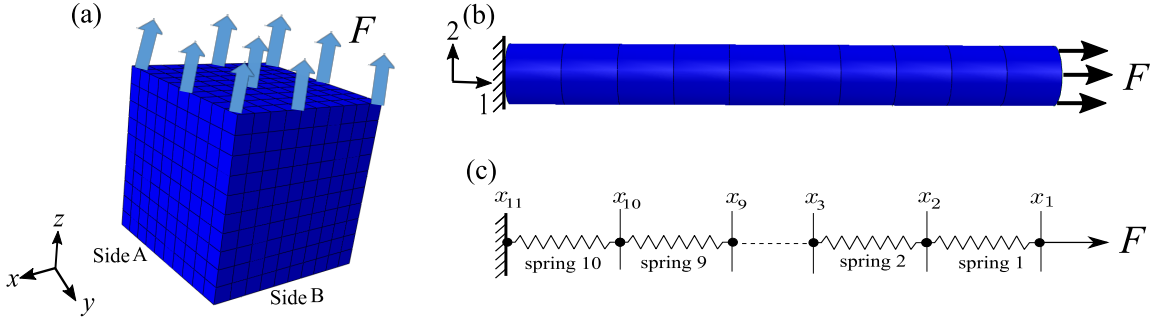 (a)
F
Side A
Side B
z
x
y
(b)
2
1
F
(c)
x11
x10
x9
x3
x2
x1
spring 10
spring 9
spring 2
spring 1
F